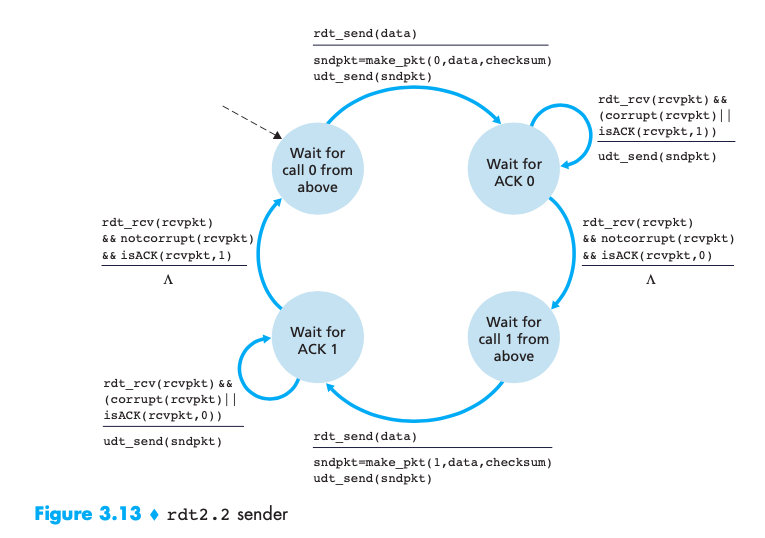 rdt_send(data)
sndpkt=make_pkt(0,data,checksum)
udt_send(sndpkt)
rdt_rcv(rcvpkt) &&
(corrupt(rcvpkt)||
isACK(rcvpkt,1))
udt_send(sndpkt)
Wait for
call 0 from
above
Wait for
ACK 0
rdt_rcv(rcvpkt)
&& notcorrupt(rcvpkt)
&& isACK(rcvpkt,1)
Λ
rdt_rcv(rcvpkt)
&& notcorrupt(rcvpkt)
&& isACK(rcvpkt,0)
Λ
Wait for
ACK 1
Wait for
call 1 from
above
rdt_rcv(rcvpkt) &&
(corrupt(rcvpkt)||
isACK(rcvpkt,0))
udt_send(sndpkt)
rdt_send(data)
sndpkt=make_pkt(1,data,checksum)
udt_send(sndpkt)
Figure 3.13 ♦ rdt2.2 sender